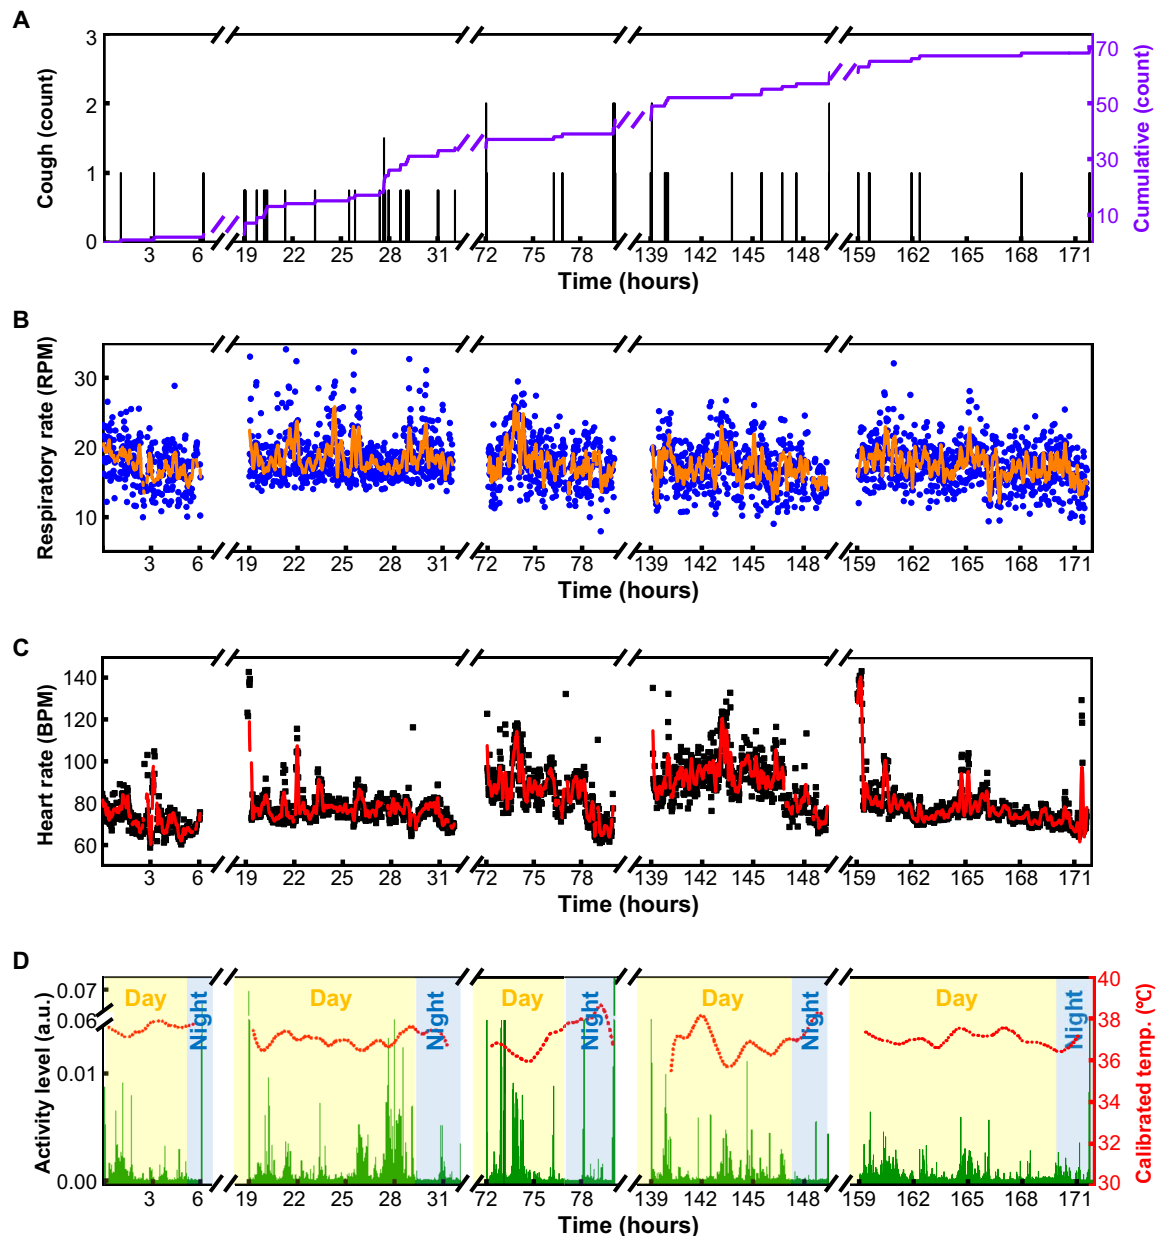 A
Cough (count)
3
2
1
0
70
50
30
10
Cumulative (count)
3 6 19 22 25 28 31 72 75 78 139 142 145 148 159 162 165 168 171
Time (hours)
B
Respiratory rate (RPM)
30
20
10
3 6 19 22 25 28 31 72 75 78 139 142 145 148 159 162 165 168 171
Time (hours)
C
Heart rate (BPM)
140
120
100
80
60
3 6 19 22 25 28 31 72 75 78 139 142 145 148 159 162 165 168 171
Time (hours)
D
Activity level (a.u.)
0.07
0.06
0.01
0.00
Day Night Day Night Day Night Day Night Day Night
40
38
36
34
32
30
Calibrated temp. (°C)
3 6 19 22 25 28 31 72 75 78 139 142 145 148 159 162 165 168 171
Time (hours)